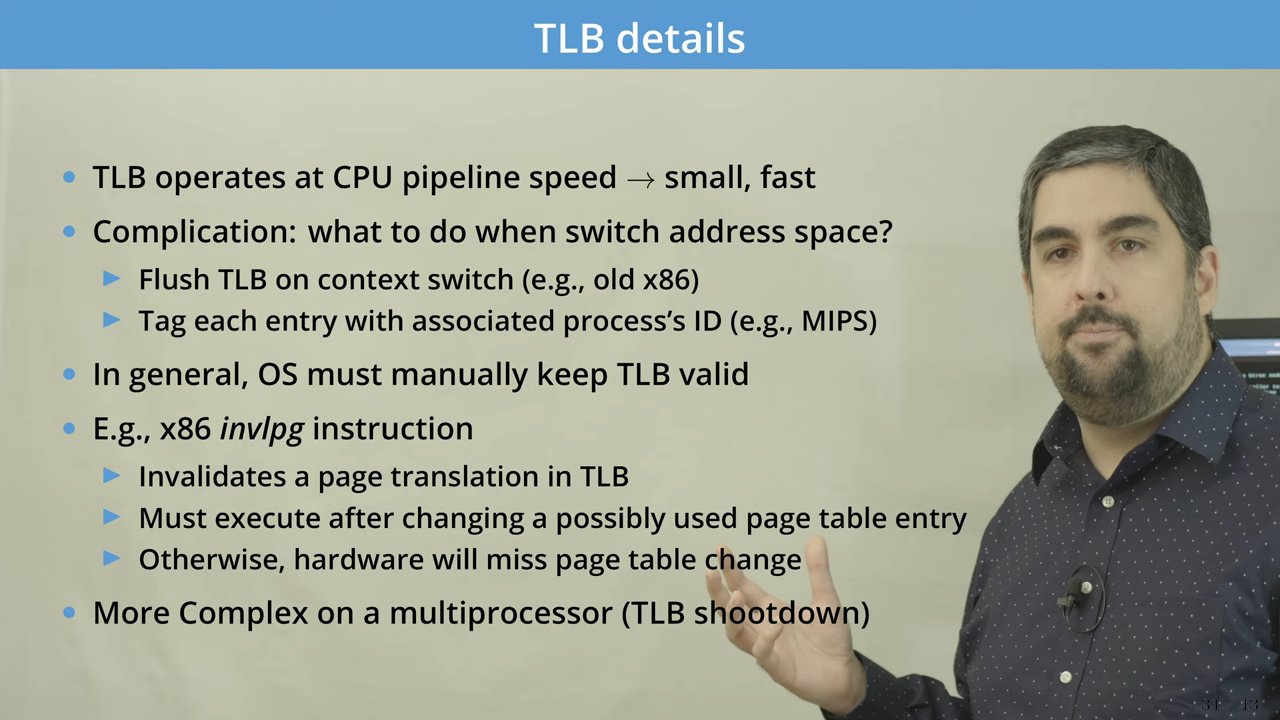 TLB details
TLB operates at CPU pipeline speed → small, fast
Complication: what to do when switch address space?
Flush TLB on context switch (e.g., old x86)
Tag each entry with associated process’s ID (e.g., MIPS)
In general, OS must manually keep TLB valid
E.g., x86 invlpg instruction
Invalidates a page translation in TLB
Must execute after changing a possibly used page table entry
Otherwise, hardware will miss page table change
More Complex on a multiprocessor (TLB shootdown)